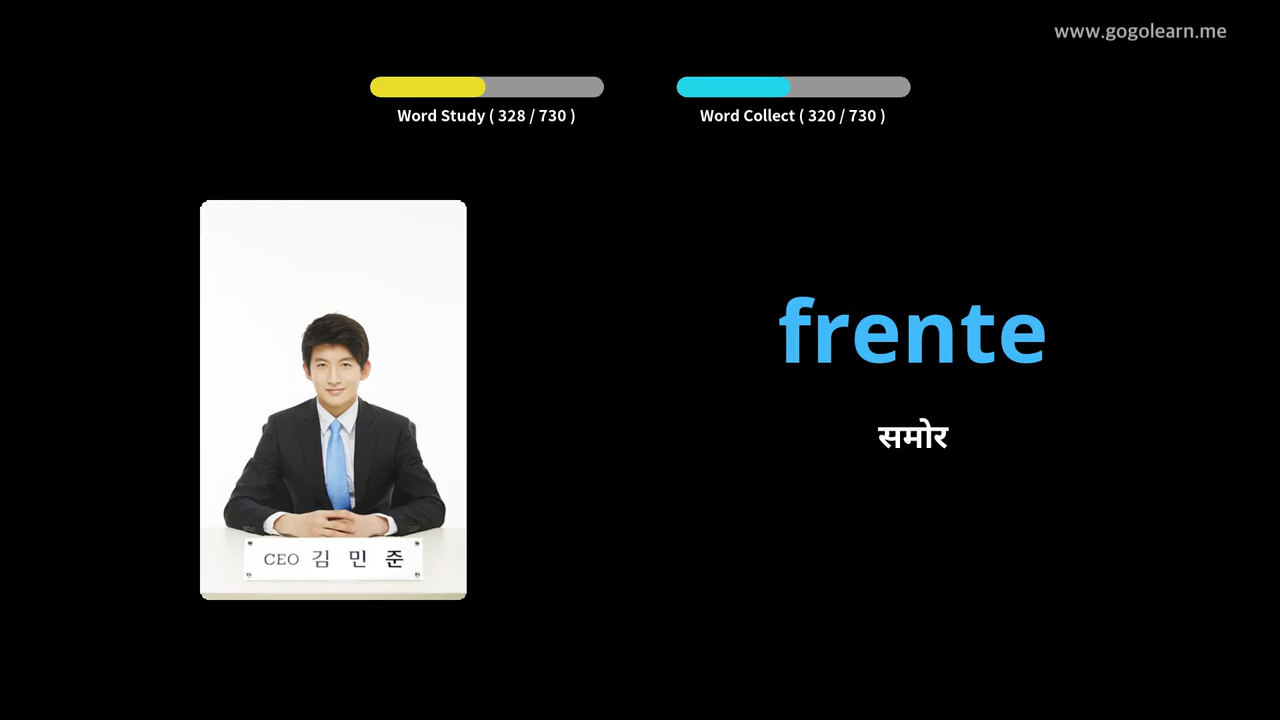 www.gogolearn.me
Word Study ( 328 / 730 )
Word Collect ( 320 / 730 )
frente
समोर
CEO 김 민 준